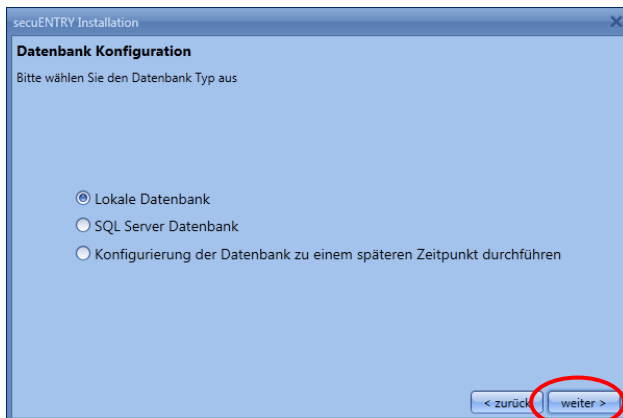 secuENTRY Installation
Datenbank Konfiguration
Bitte wählen Sie den Datenbank Typ aus
Lokale Datenbank
SQL Server Datenbank
Konfigurierung der Datenbank zu einem späteren Zeitpunkt durchführen
< zurück weiter >